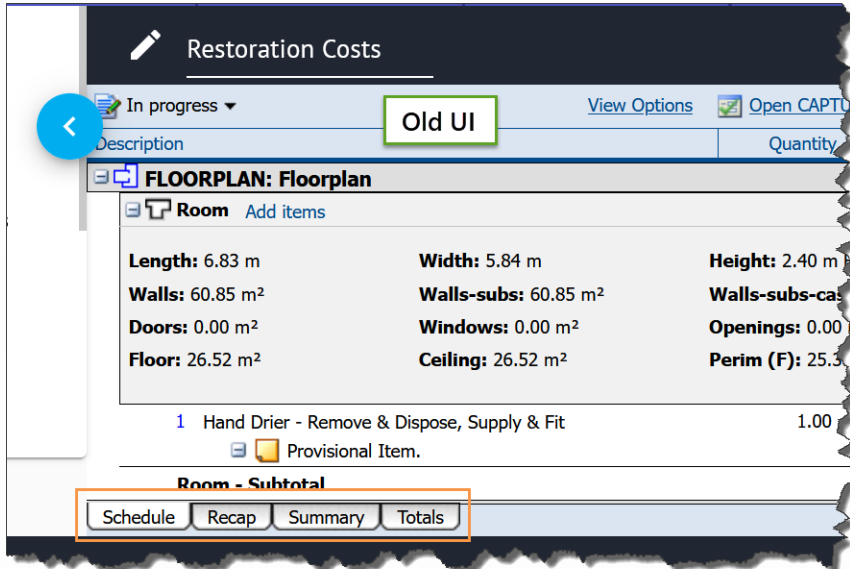 Restoration Costs
In progress
Old UI
View Options
Open CAPTU
Description
Quantity
FLOORPLAN: Floorplan
Room Add items
Length: 6.83 m Width: 5.84 m Height: 2.40 m
Walls: 60.85 m² Walls-subs: 60.85 m² Walls-subs-cas
Doors: 0.00 m² Windows: 0.00 m² Openings: 0.00
Floor: 26.52 m² Ceiling: 26.52 m² Perim (F): 25.3
1 Hand Drier - Remove & Dispose, Supply & Fit 1.00
Provisional Item.
Room - Subtotal
Schedule Recap Summary Totals